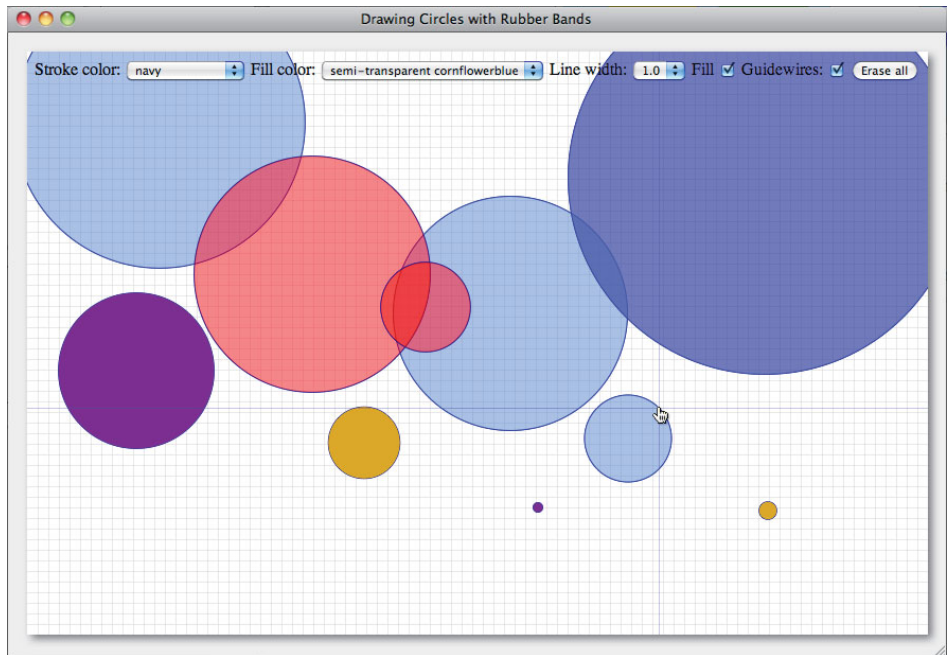 Drawing Circles with Rubber Bands
Stroke color: navy Fill color: semi-transparent cornflowerblue Line width: 1.0 Fill Guidewires: Erase all